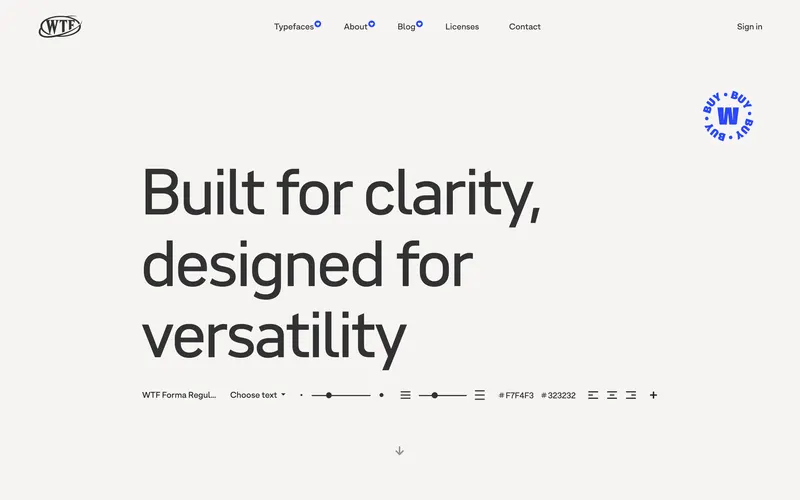 WTF
Typefaces
About
Blog
Licenses
Contact
Sign in
BUY • BUY • BUY • BUY •
W
Built for clarity,
designed for
versatility
WTF Forma Regul...
Choose text
#F7F4F3
#323232